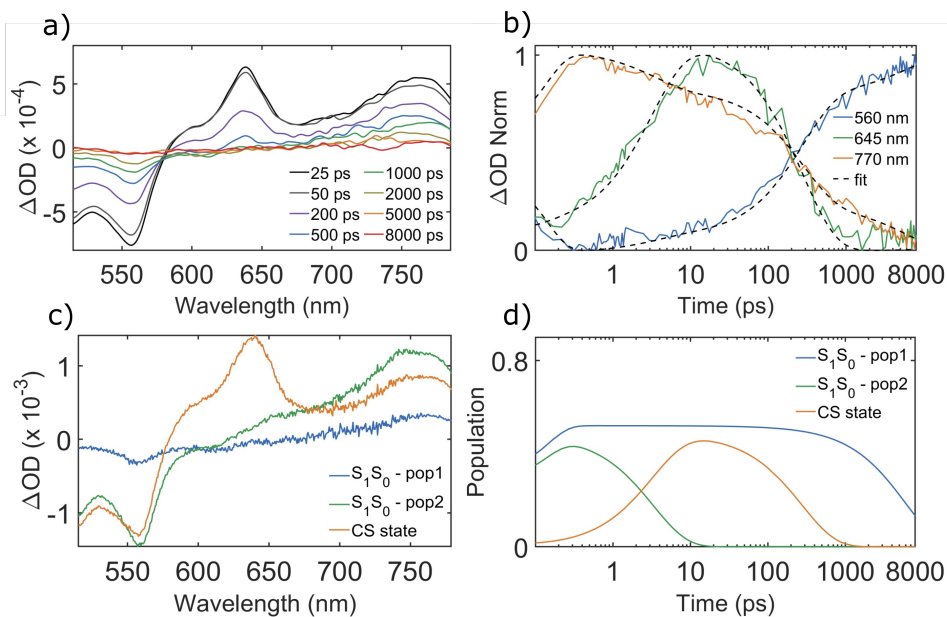 a)
5
0
-5
ΔOD (x 10⁻⁴)
25 ps
50 ps
200 ps
500 ps
1000 ps
2000 ps
5000 ps
8000 ps
550 600 650 700 750
Wavelength (nm)
b)
1
0
ΔOD Norm
560 nm
645 nm
770 nm
fit
1 10 100 1000 8000
Time (ps)
c)
1
0
-1
ΔOD (x 10⁻³)
S₁S₀ - pop1
S₁S₀ - pop2
CS state
550 600 650 700 750
Wavelength (nm)
d)
0.8
0
Population
S₁S₀ - pop1
S₁S₀ - pop2
CS state
1 10 100 1000 8000
Time (ps)